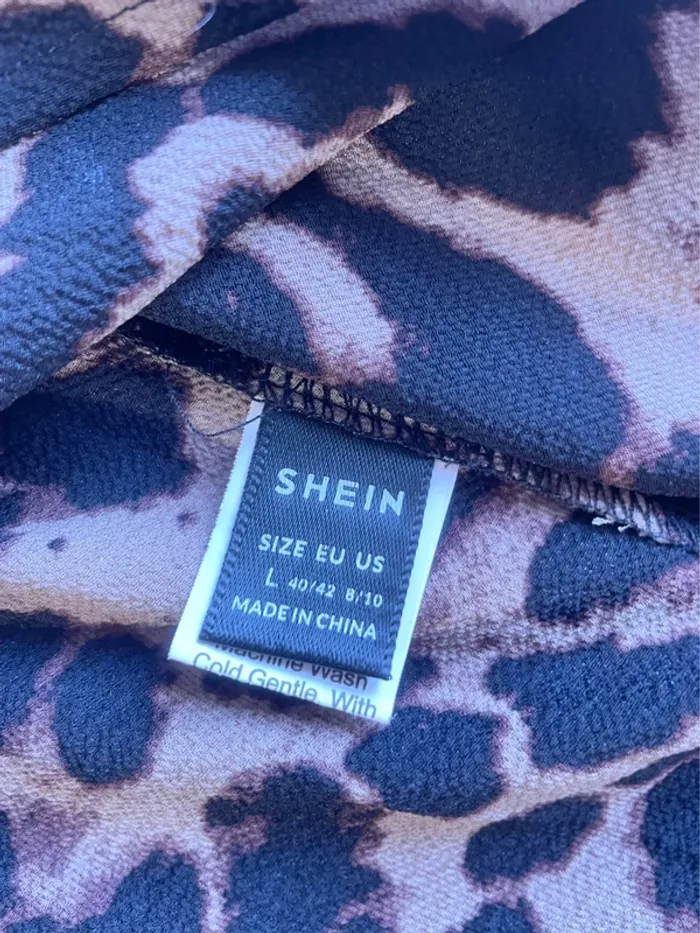 SHEIN
SIZE EU US
L 40/42 8/10
MADE IN CHINA
Machine Wash
Cold Gentle, With